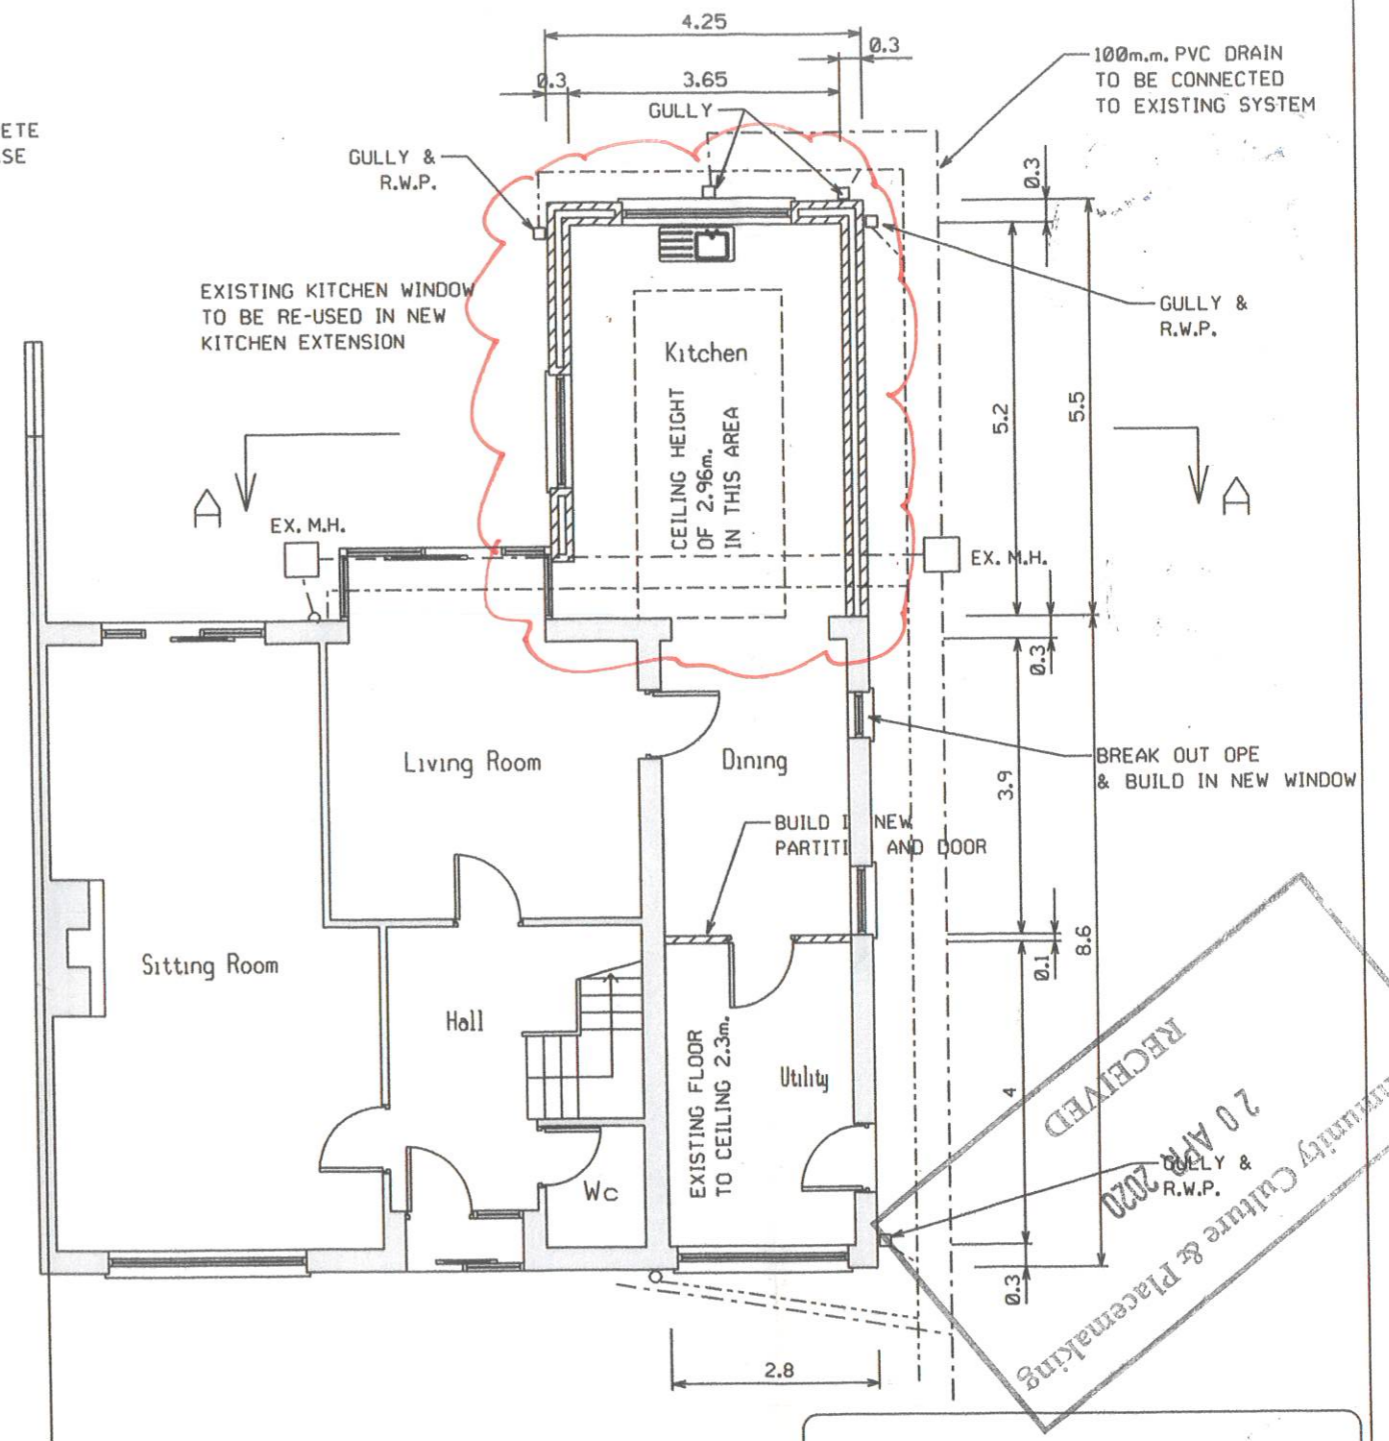 4.25
0.3
0.3
3.65
GULLY
100m.m. PVC DRAIN
TO BE CONNECTED
TO EXISTING SYSTEM
ETE
SE
GULLY &
R.W.P.
0.3
EXISTING KITCHEN WINDOW
TO BE RE-USED IN NEW
KITCHEN EXTENSION
GULLY &
R.W.P.
Kitchen
CEILING HEIGHT
OF 2.96m.
IN THIS AREA
5.2
5.5
A
A
EX. M.H.
EX. M.H.
0.3
Living Room
Dining
BREAK OUT OPE
& BUILD IN NEW WINDOW
3.9
BUILD I NEW
PARTITI AND DOOR
0.1
8.6
Sitting Room
Hall
EXISTING FLOOR
TO CEILING 2.3m.
Utility
4
Wc
GULLY &
R.W.P.
0.3
2.8
RECEIVED
20 APR 2020
munity Culture & Placemaking